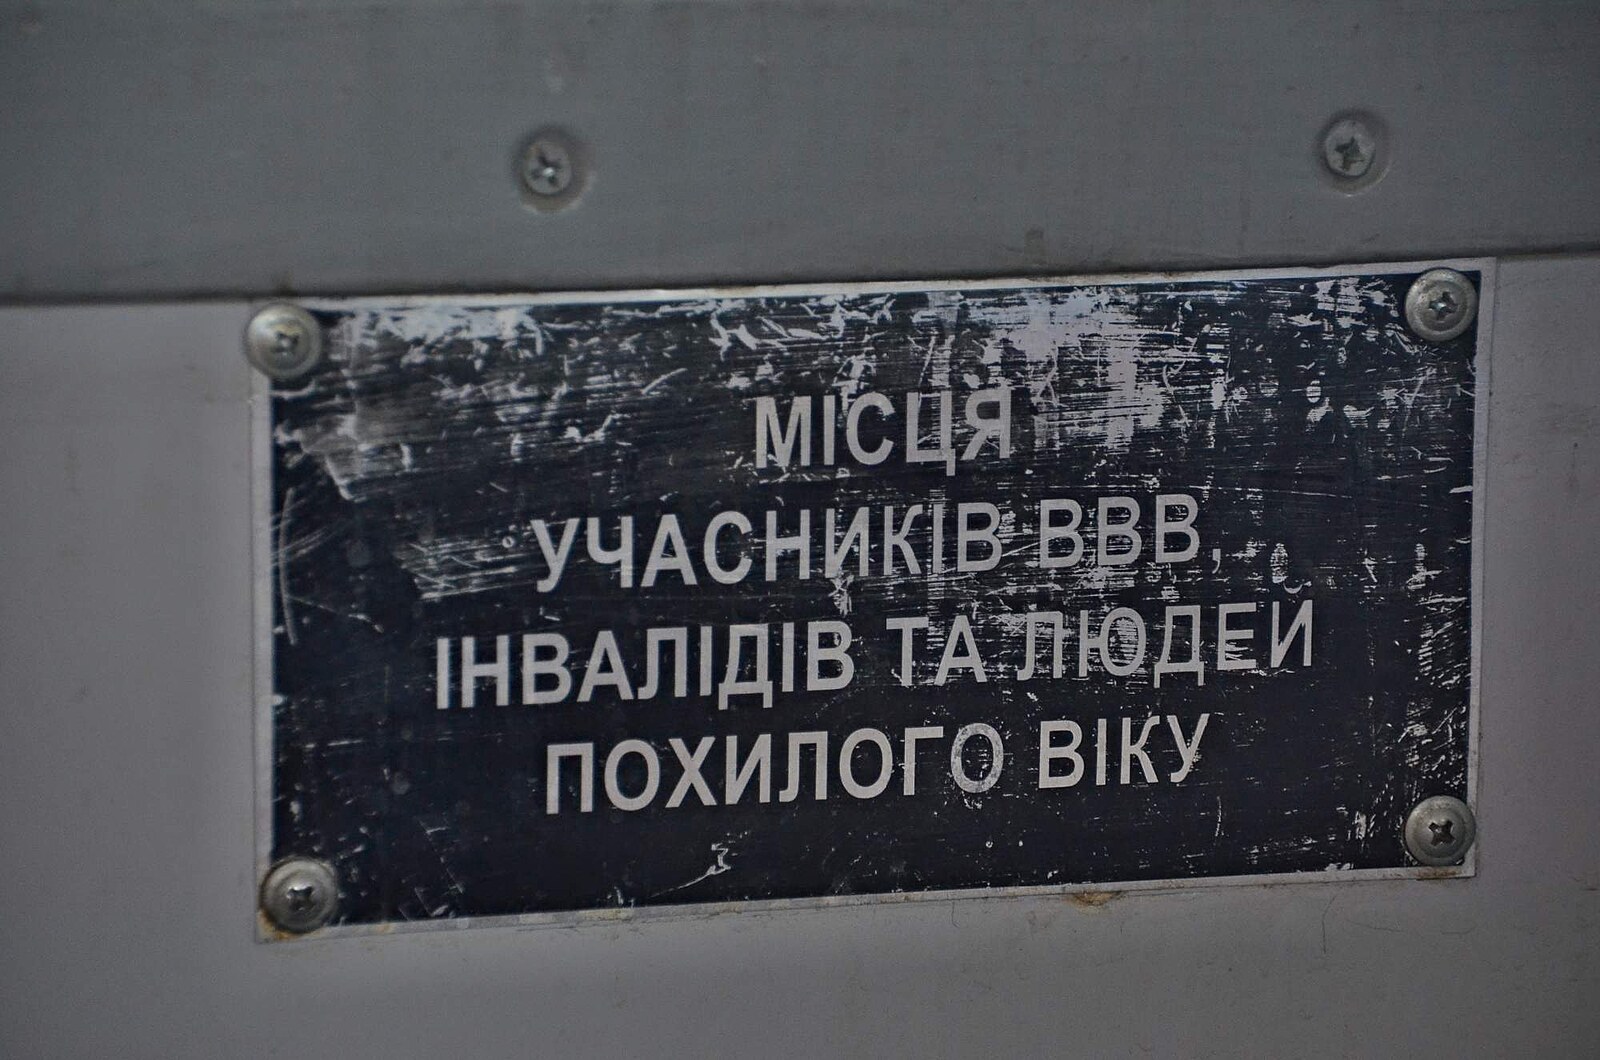 МІСЦЯ
УЧАСНИКІВ ВВВ,
ІНВАЛІДІВ ТА ЛЮДЕЙ
ПОХИЛОГО ВІКУ